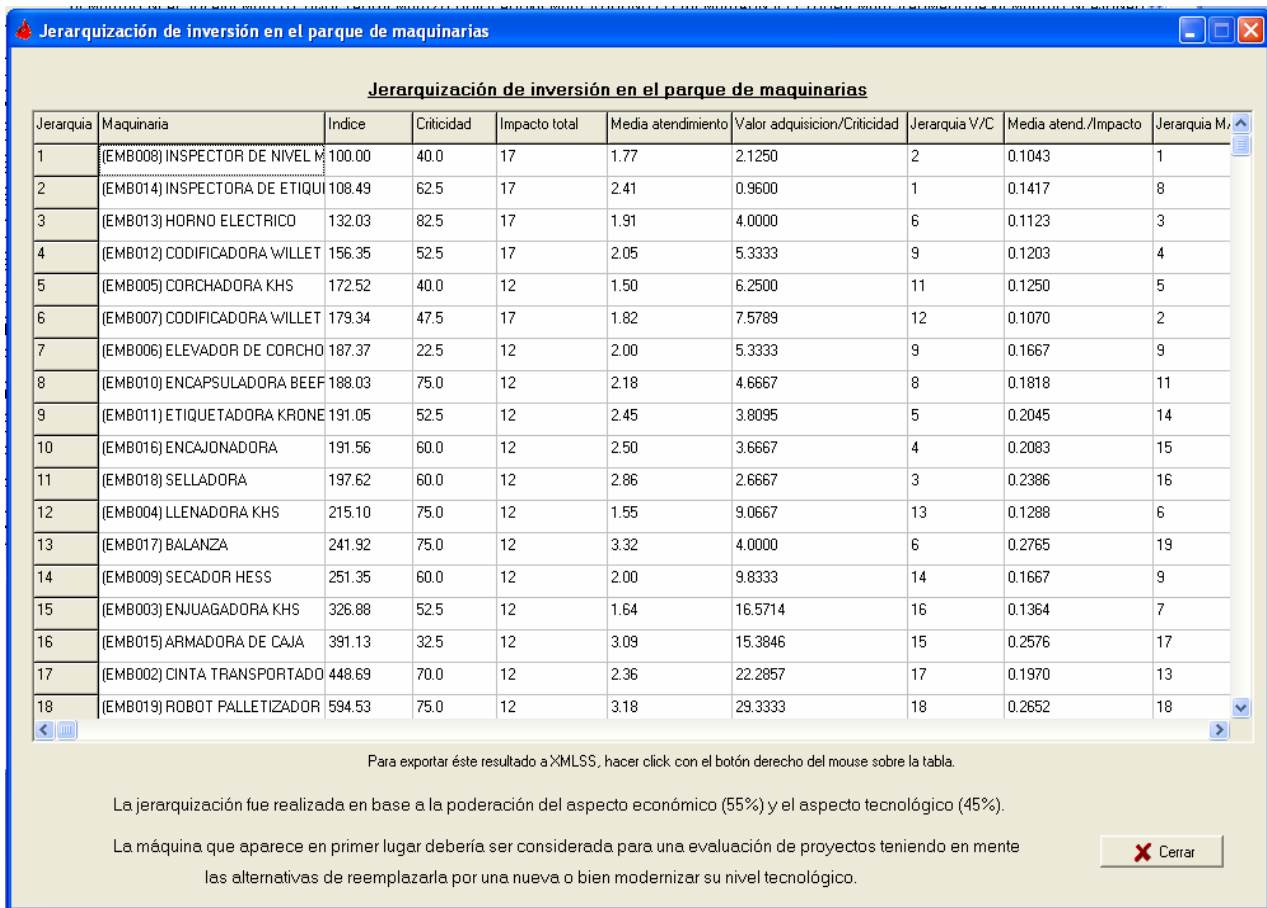 Jerarquización de inversión en el parque de maquinarias
Jerarquización de inversión en el parque de maquinarias
Jerarquia Maquinaria Indice Criticidad Impacto total Media atendimiento Valor adquisicion/Criticidad Jerarquia V/C Media atend./Impacto Jerarquia M
1 (EMB008) INSPECTOR DE NIVEL M 100.00 40.0 17 1.77 2.1250 2 0.1043 1
2 (EMB014) INSPECTORA DE ETIQUI 108.49 62.5 17 2.41 0.9600 1 0.1417 8
3 (EMB013) HORNO ELECTRICO 132.03 82.5 17 1.91 4.0000 6 0.1123 3
4 (EMB012) CODIFICADORA WILLET 156.35 52.5 17 2.05 5.3333 9 0.1203 4
5 (EMB005) CORCHADORA KHS 172.52 40.0 12 1.50 6.2500 11 0.1250 5
6 (EMB007) CODIFICADORA WILLET 179.34 47.5 17 1.82 7.5789 12 0.1070 2
7 (EMB006) ELEVADOR DE CORCHO 187.37 22.5 12 2.00 5.3333 9 0.1667 9
8 (EMB010) ENCAPSULADORA BEEF 188.03 75.0 12 2.18 4.6667 8 0.1818 11
9 (EMB011) ETIQUETADORA KRONE 191.05 52.5 12 2.45 3.8095 5 0.2045 14
10 (EMB016) ENCAJONADORA 191.56 60.0 12 2.50 3.6667 4 0.2083 15
11 (EMB018) SELLADORA 197.62 60.0 12 2.86 2.6667 3 0.2386 16
12 (EMB004) LLENADORA KHS 215.10 75.0 12 1.55 9.0667 13 0.1288 6
13 (EMB017) BALANZA 241.92 75.0 12 3.32 4.0000 6 0.2765 19
14 (EMB009) SECADOR HESS 251.35 60.0 12 2.00 9.8333 14 0.1667 9
15 (EMB003) ENJUAGADORA KHS 326.88 52.5 12 1.64 16.5714 16 0.1364 7
16 (EMB015) ARMADORA DE CAJA 391.13 32.5 12 3.09 15.3846 15 0.2576 17
17 (EMB002) CINTA TRANSPORTADO 448.69 70.0 12 2.36 22.2857 17 0.1970 13
18 (EMB019) ROBOT PALLETIZADOR 594.53 75.0 12 3.18 29.3333 18 0.2652 18
Para exportar éste resultado a XMLSS, hacer click con el botón derecho del mouse sobre la tabla.
La jerarquización fue realizada en base a la poderación del aspecto económico (55%) y el aspecto tecnológico (45%).
La máquina que aparece en primer lugar debería ser considerada para una evaluación de proyectos teniendo en mente
las alternativas de reemplazarla por una nueva o bien modernizar su nivel tecnológico.
Cerrar